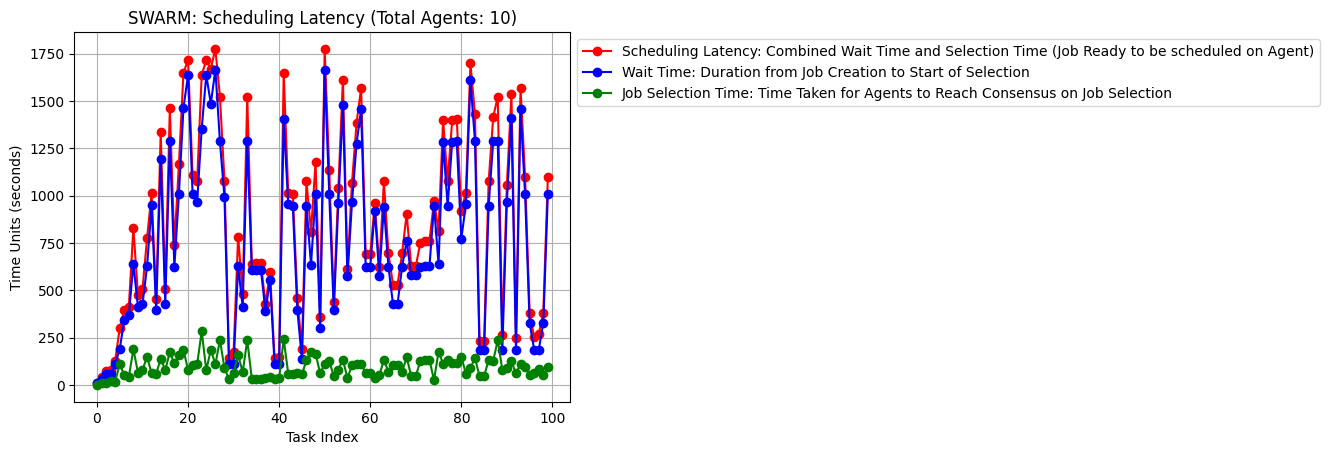 SWARM: Scheduling Latency (Total Agents: 10)
Scheduling Latency: Combined Wait Time and Selection Time (Job Ready to be scheduled on Agent)
Wait Time: Duration from Job Creation to Start of Selection
Job Selection Time: Time Taken for Agents to Reach Consensus on Job Selection
Time Units (seconds)
1750
1500
1250
1000
750
500
250
0
0 20 40 60 80 100
Task Index